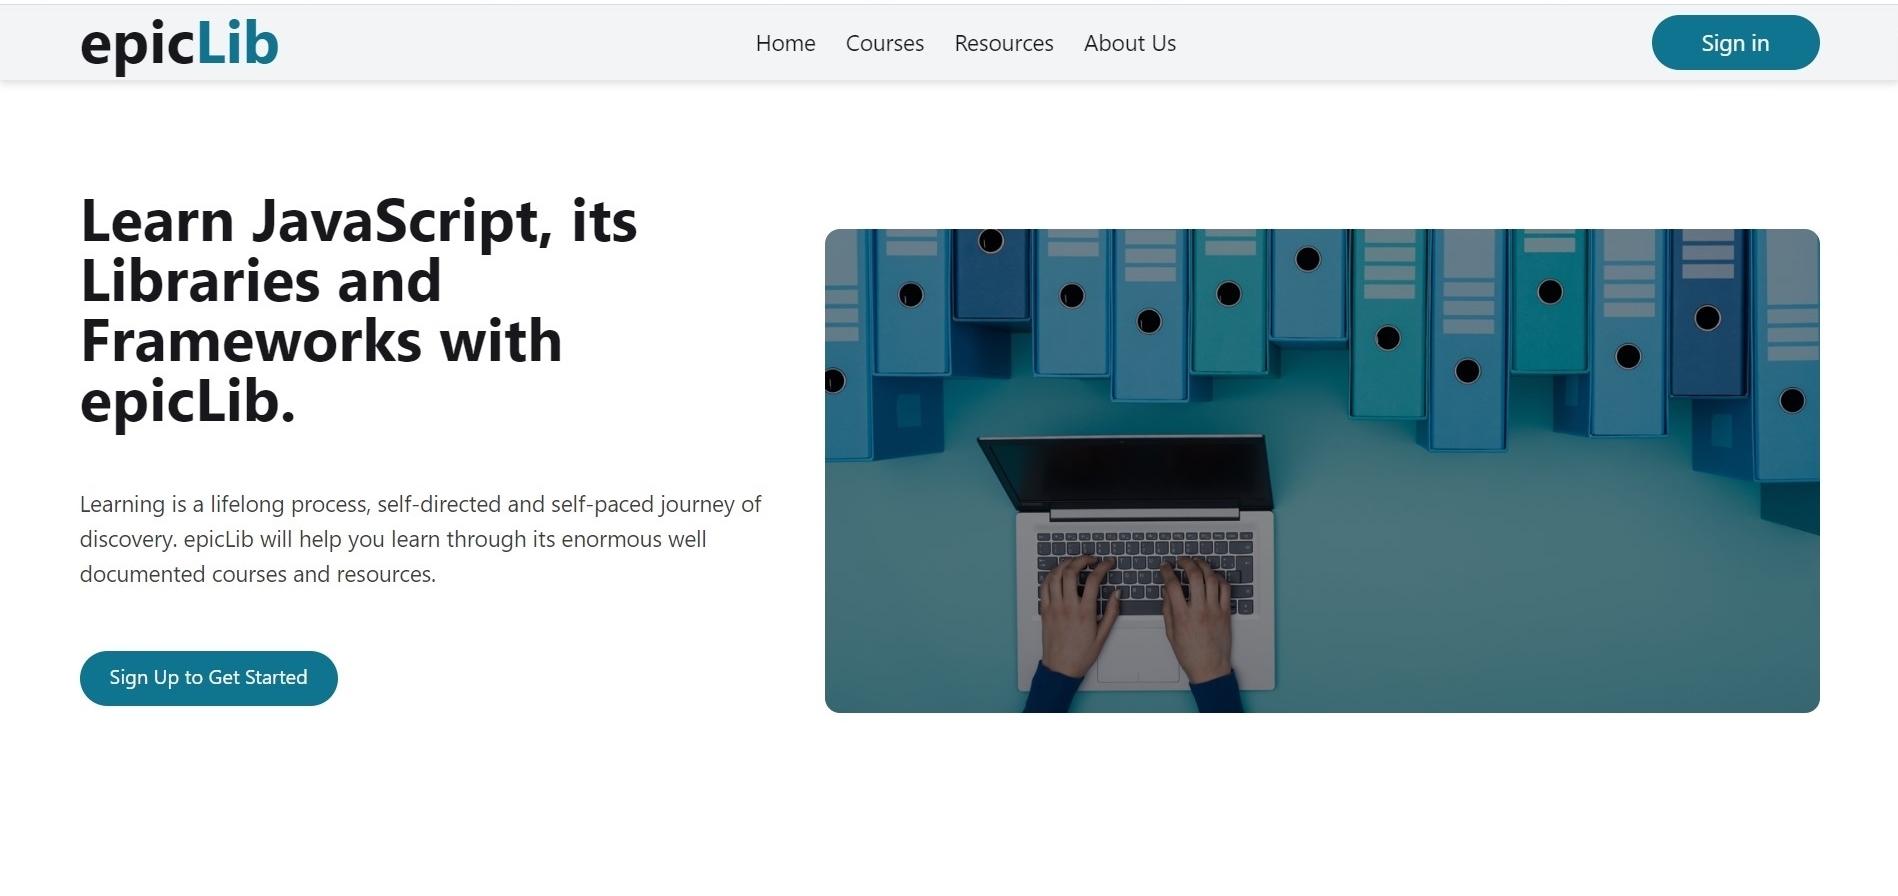 epicLib
Home Courses Resources About Us
Sign in
Learn JavaScript, its
Libraries and
Frameworks with
epicLib.
Learning is a lifelong process, self-directed and self-paced journey of
discovery. epicLib will help you learn through its enormous well
documented courses and resources.
Sign Up to Get Started